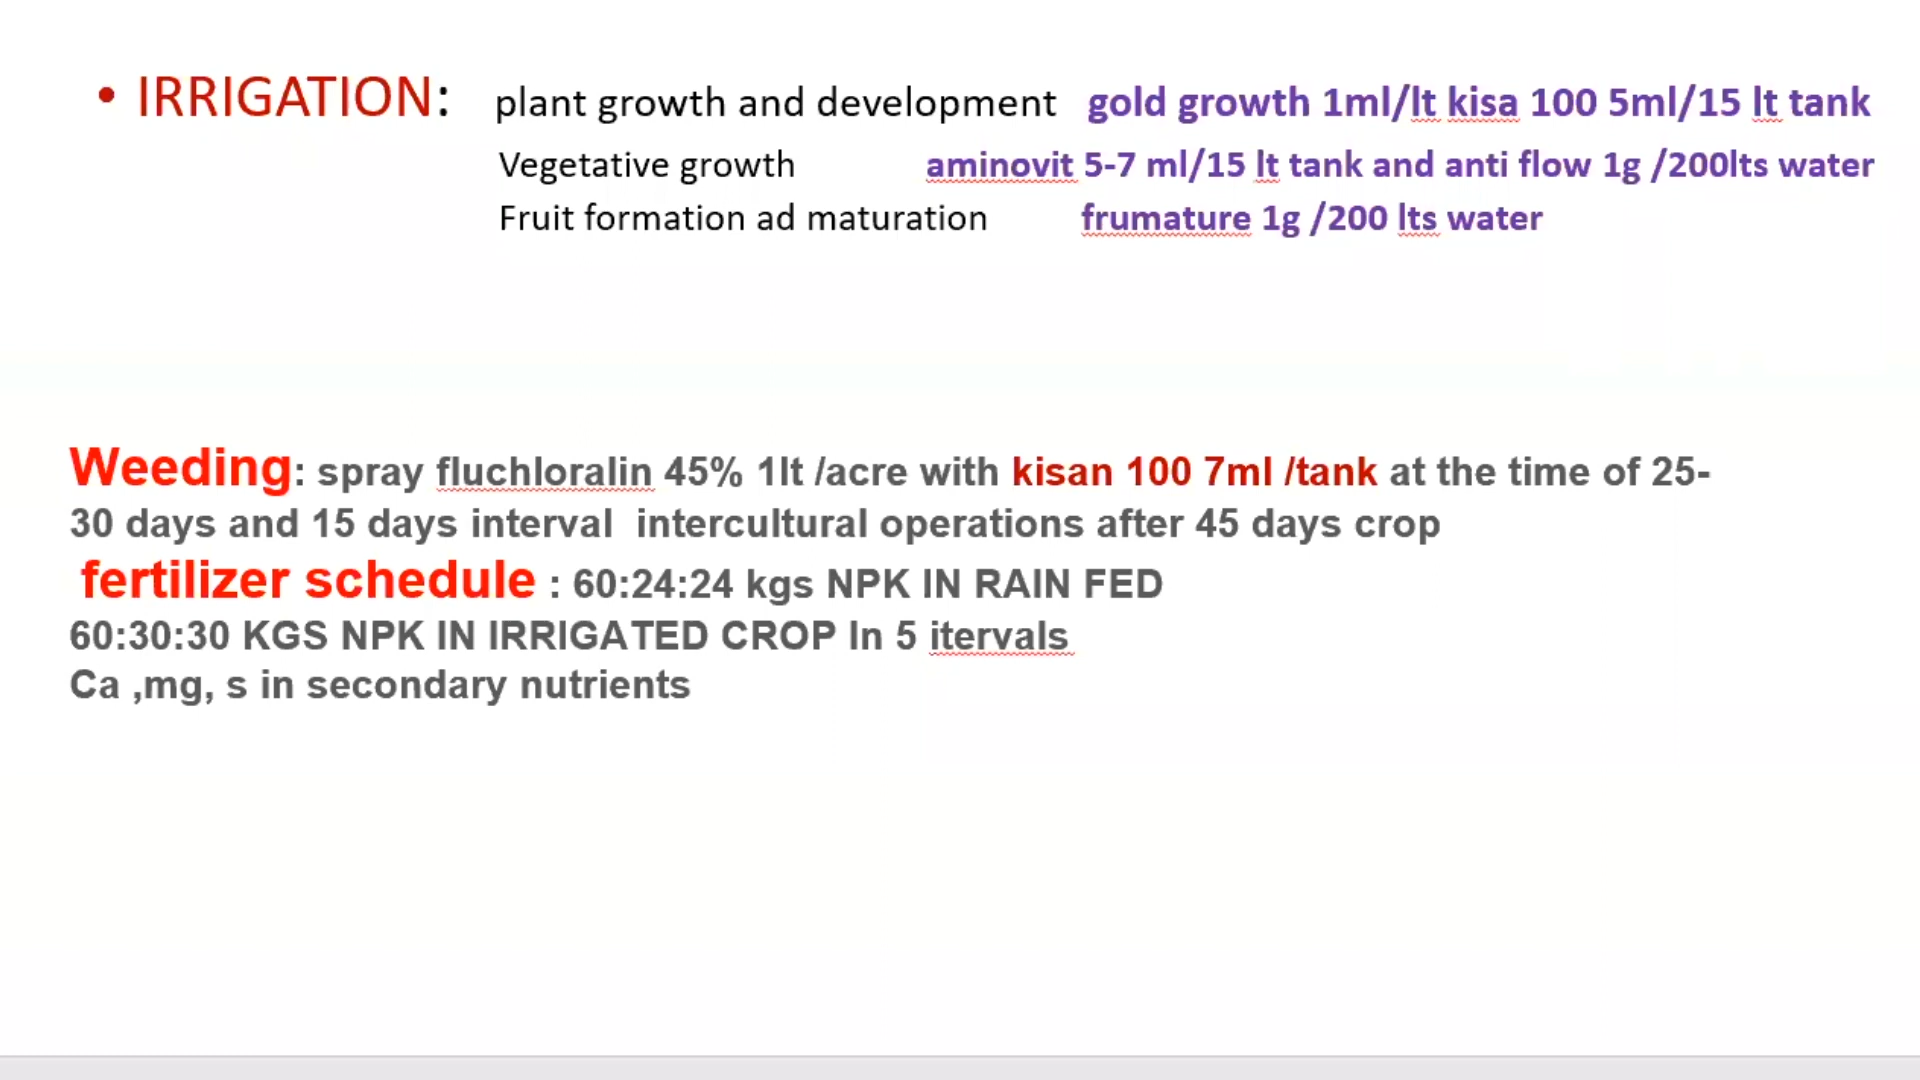 • IRRIGATION: plant growth and development gold growth 1ml/lt kisa 100 5ml/15 lt tank
Vegetative growth aminovit 5-7 ml/15 lt tank and anti flow 1g /200lts water
Fruit formation ad maturation frumature 1g /200 lts water
Weeding: spray fluchloralin 45% 1lt /acre with kisan 100 7ml /tank at the time of 25-
30 days and 15 days interval intercultural operations after 45 days crop
fertilizer schedule : 60:24:24 kgs NPK IN RAIN FED
60:30:30 KGS NPK IN IRRIGATED CROP In 5 itervals
Ca ,mg, s in secondary nutrients